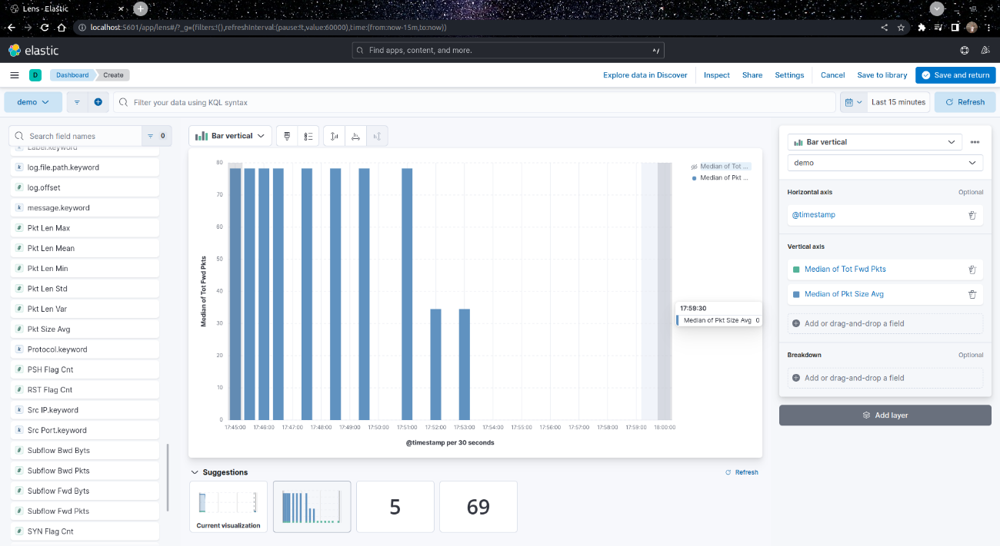 Lens - Elastic
localhost:5601/app/lens#/?_g=(filters:!(),refreshInterval:(pause:!t,value:60000),time:(from:now-15m,to:now))
elastic
Find apps, content, and more.
^/
D
Dashboard
Create
Explore data in Discover
Inspect
Share
Settings
Cancel
Save to library
Save and return
demo
Filter your data using KQL syntax
Last 15 minutes
Refresh
Search field names
0
Label.keyword
k log.file.path.keyword
# log.offset
k message.keyword
# Pkt Len Max
# Pkt Len Mean
# Pkt Len Min
# Pkt Len Std
# Pkt Len Var
# Pkt Size Avg
k Protocol.keyword
# PSH Flag Cnt
# RST Flag Cnt
k Src IP.keyword
k Src Port.keyword
# Subflow Bwd Byts
# Subflow Bwd Pkts
# Subflow Fwd Byts
# Subflow Fwd Pkts
# SYN Flag Cnt
Bar vertical
80
70
60
50
40
30
20
10
0
Median of Tot Fwd Pkts
17:45:00 17:46:00 17:47:00 17:48:00 17:49:00 17:50:00 17:51:00 17:52:00 17:53:00 17:54:00 17:55:00 17:56:00 17:57:00 17:58:00 17:59:00 18:00:00
@timestamp per 30 seconds
Median of Tot ...
Median of Pkt ...
17:59:30
Median of Pkt Size Avg 0
Suggestions
Refresh
Current visualization
5
69
Bar vertical
demo
Horizontal axis
Optional
@timestamp
Vertical axis
Median of Tot Fwd Pkts
Median of Pkt Size Avg
Add or drag-and-drop a field
Breakdown
Optional
Add or drag-and-drop a field
Add layer